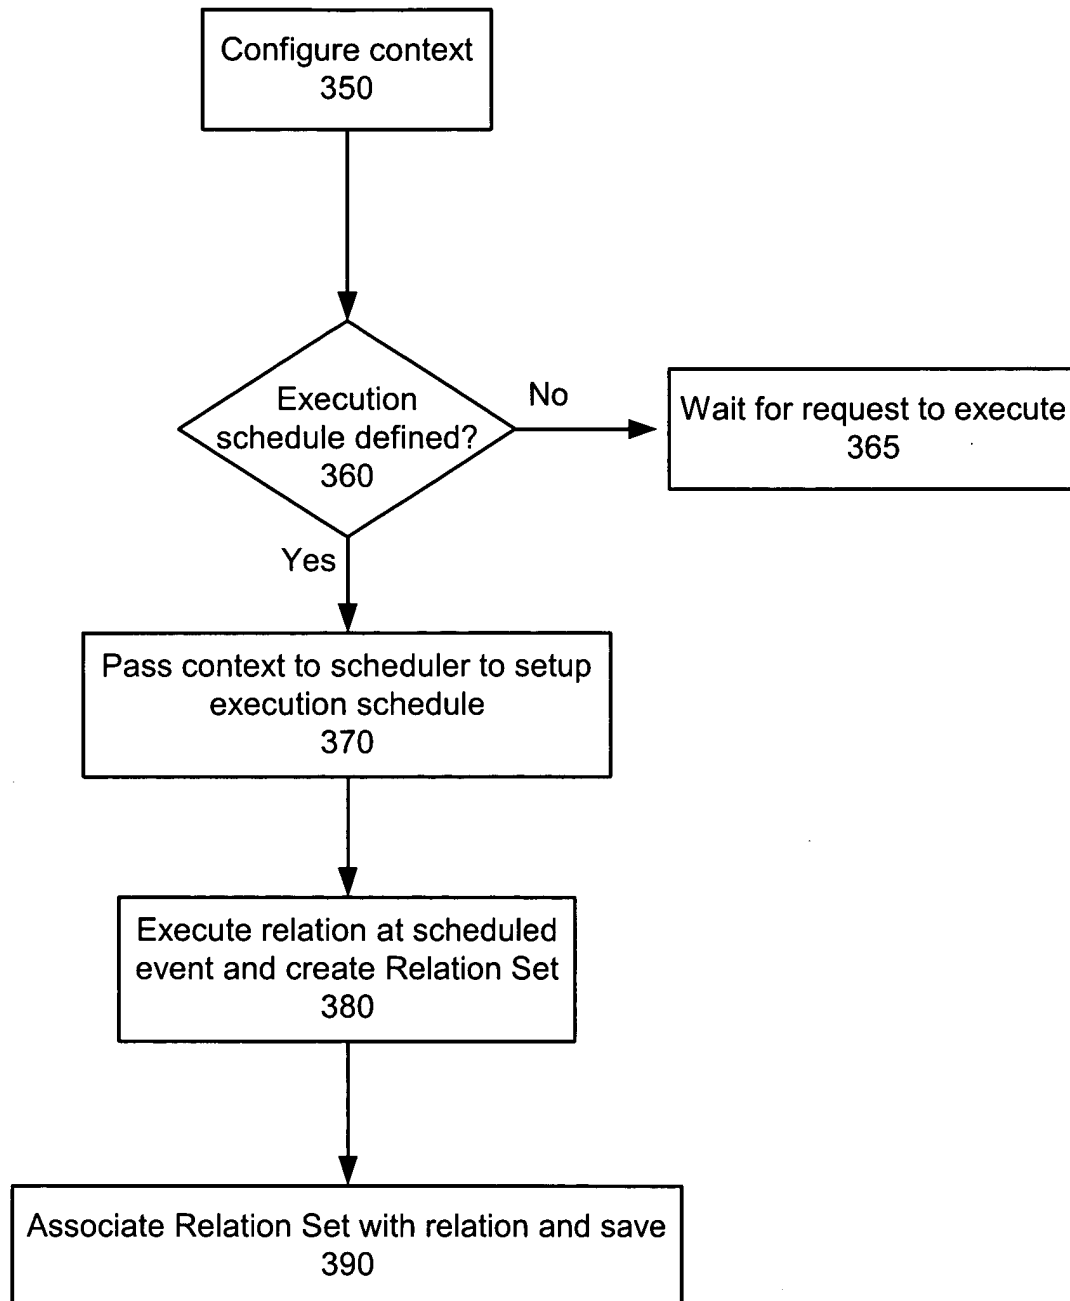 Configure context
350
Execution
schedule defined?
360
No
Wait for request to execute
365
Yes
Pass context to scheduler to setup
execution schedule
370
Execute relation at scheduled
event and create Relation Set
380
Associate Relation Set with relation and save
390